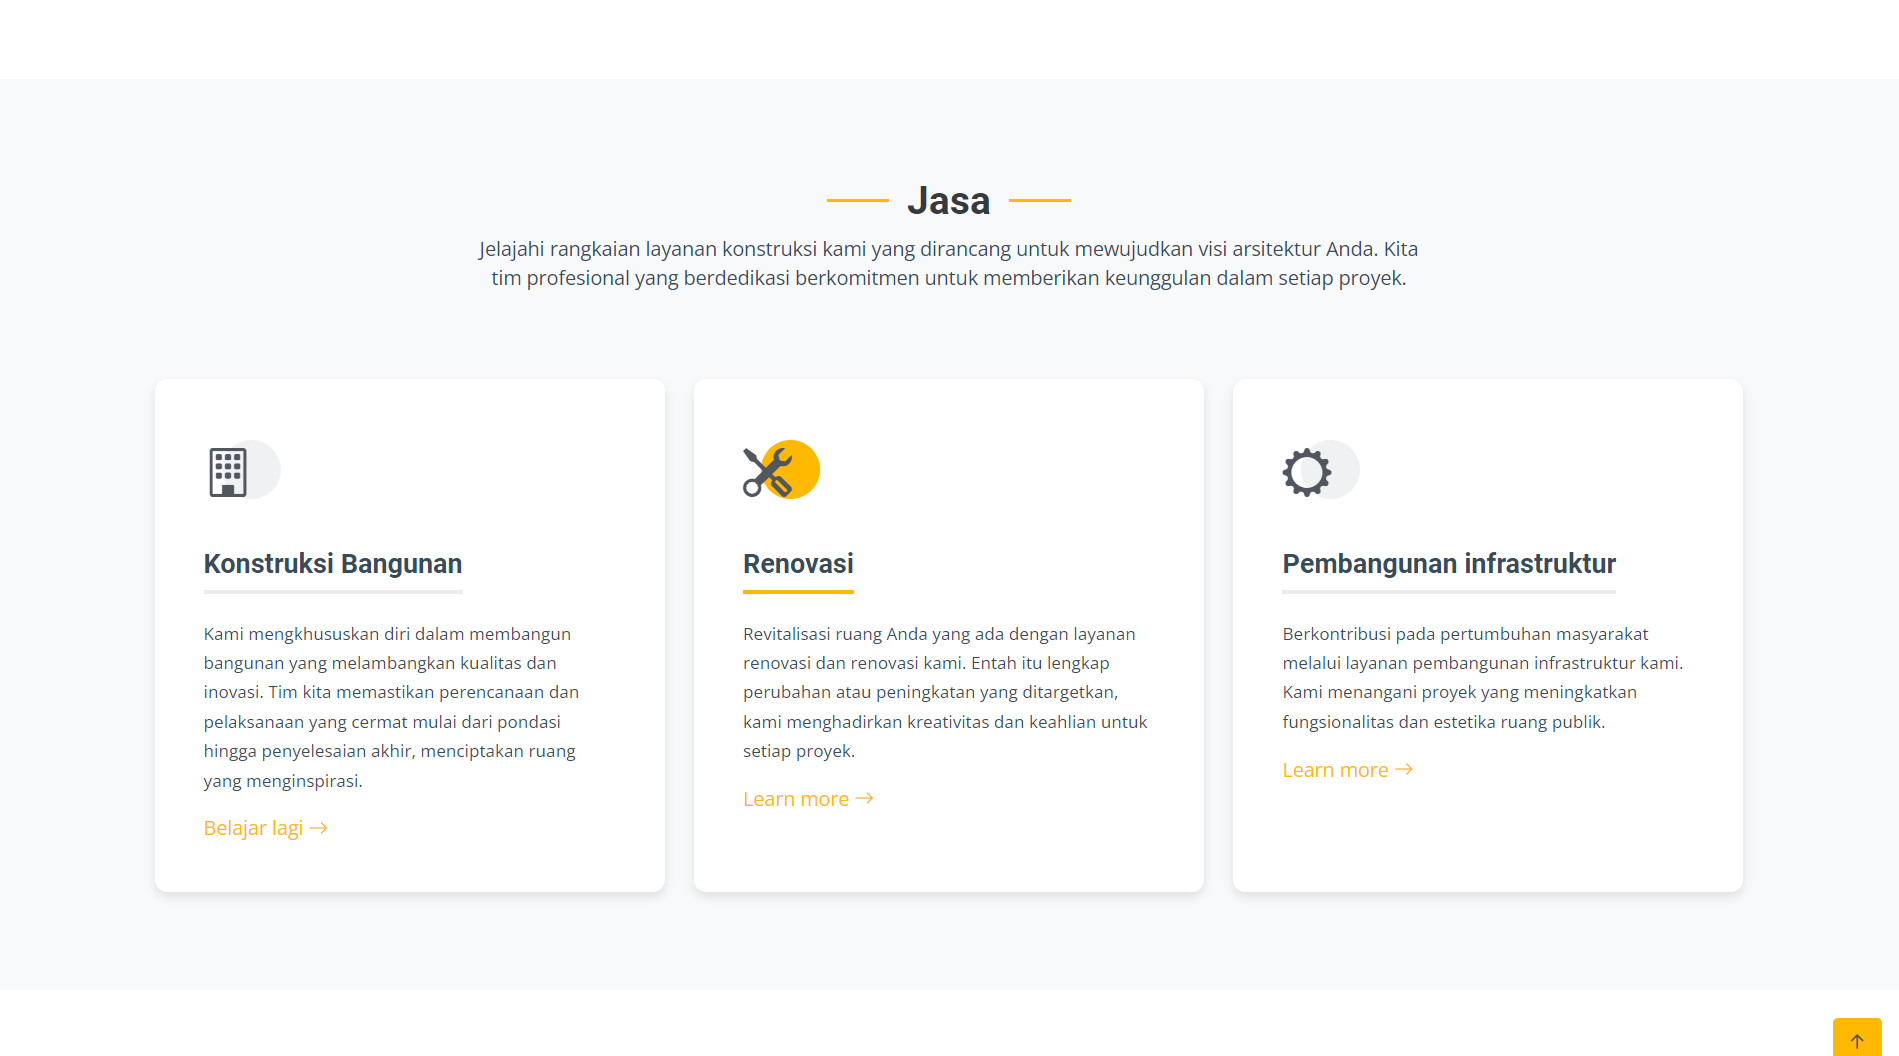 Jasa
Jelajahi rangkaian layanan konstruksi kami yang dirancang untuk mewujudkan visi arsitektur Anda. Kita
tim profesional yang berdedikasi berkomitmen untuk memberikan keunggulan dalam setiap proyek.
Konstruksi Bangunan
Kami mengkhususkan diri dalam membangun
bangunan yang melambangkan kualitas dan
inovasi. Tim kita memastikan perencanaan dan
pelaksanaan yang cermat mulai dari pondasi
hingga penyelesaian akhir, menciptakan ruang
yang menginspirasi.
Belajar lagi →
Renovasi
Revitalisasi ruang Anda yang ada dengan layanan
renovasi dan renovasi kami. Entah itu lengkap
perubahan atau peningkatan yang ditargetkan,
kami menghadirkan kreativitas dan keahlian untuk
setiap proyek.
Learn more →
Pembangunan infrastruktur
Berkontribusi pada pertumbuhan masyarakat
melalui layanan pembangunan infrastruktur kami.
Kami menangani proyek yang meningkatkan
fungsionalitas dan estetika ruang publik.
Learn more →